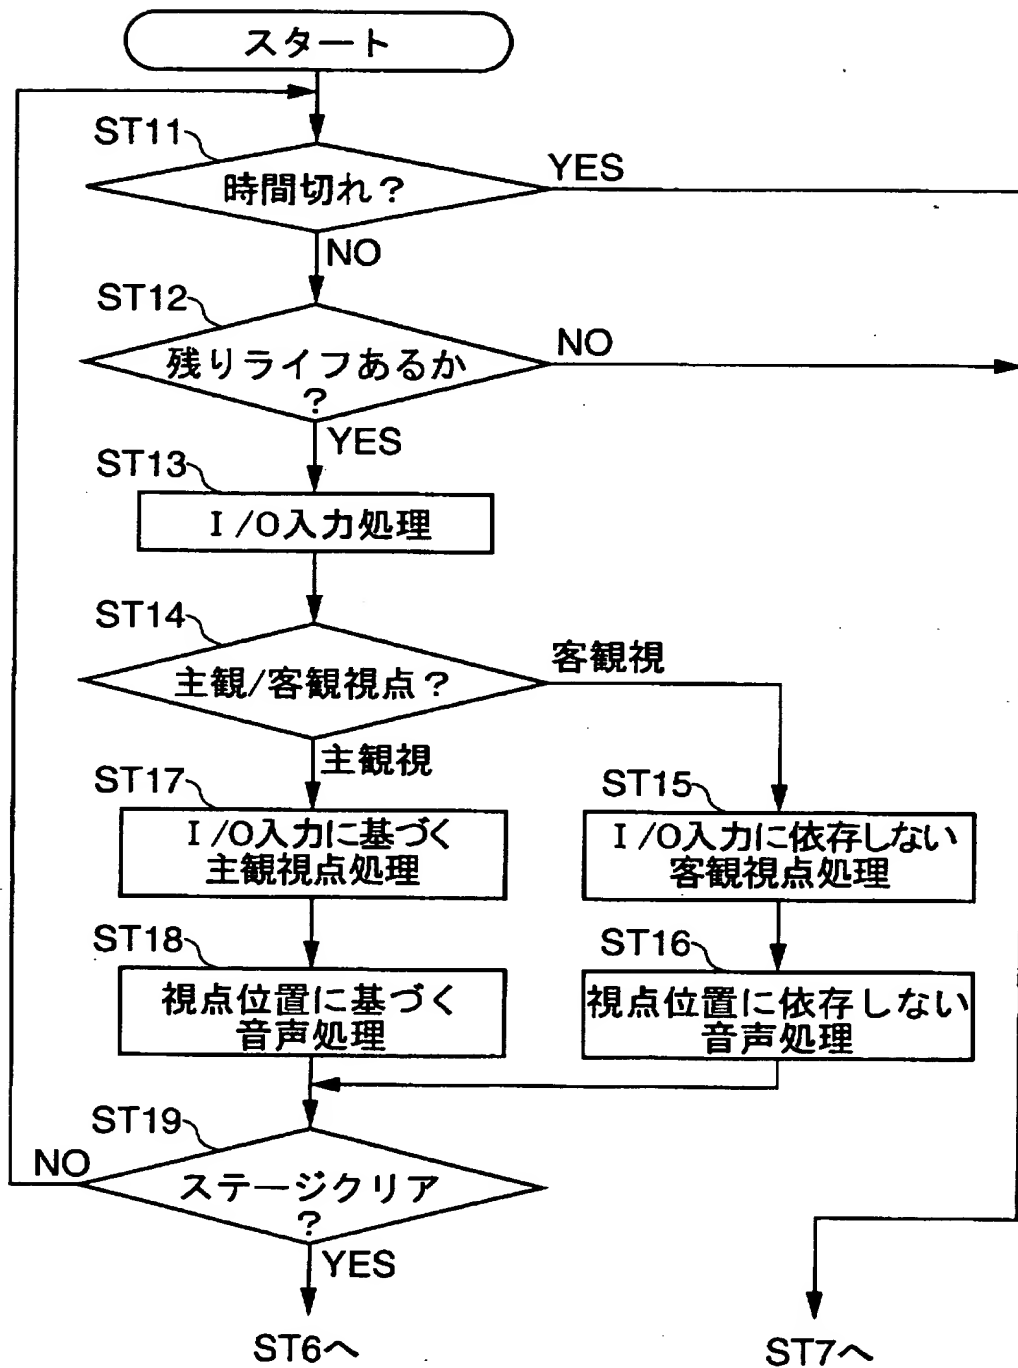 スタート
ST11
時間切れ?
YES
NO
ST12
残りライフあるか
?
NO
YES
ST13
I/O入力処理
ST14
主観/客観視点?
客観視
主観視
ST17
I/O入力に基づく
主観視点処理
ST15
I/O入力に依存しない
客観視点処理
ST18
視点位置に基づく
音声処理
ST16
視点位置に依存しない
音声処理
ST19
ステージクリア
?
NO
YES
ST6へ
ST7へ